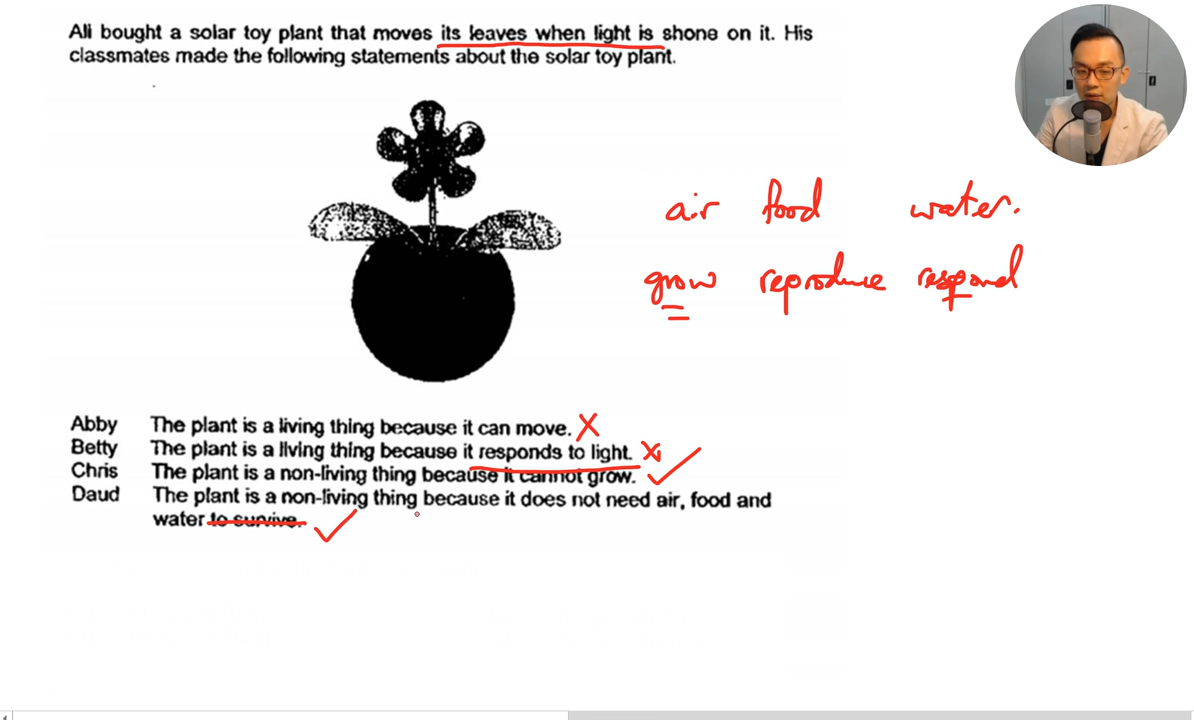 Ali bought a solar toy plant that moves its leaves when light is shone on it. His
classmates made the following statements about the solar toy plant.
air food water.
grow reproduce respond
Abby The plant is a living thing because it can move. X
Betty The plant is a living thing because it responds to light. X
Chris The plant is a non-living thing because it cannot grow. ✓
Daud The plant is a non-living thing because it does not need air, food and
water to survive. ✓